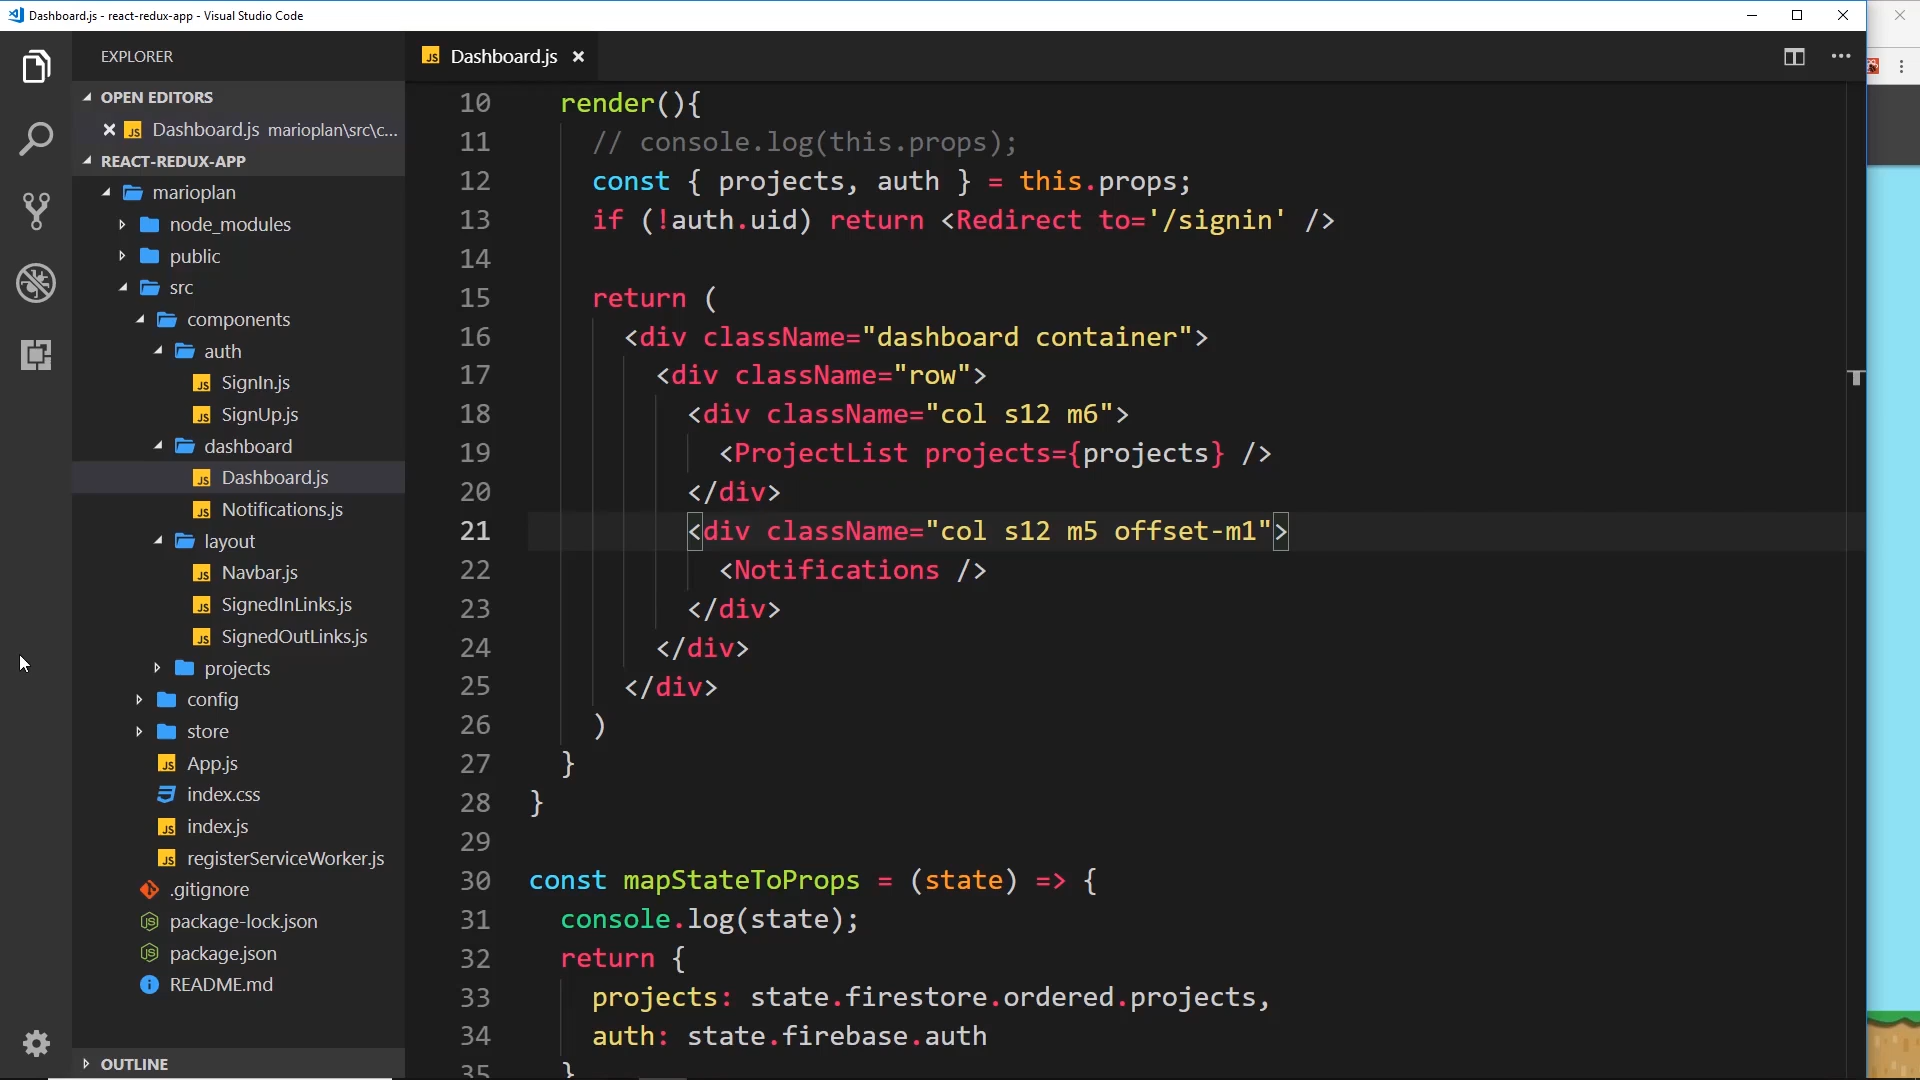 Dashboard.js - react-redux-app - Visual Studio Code
EXPLORER
OPEN EDITORS
Dashboard.js marioplan\src\c...
REACT-REDUX-APP
marioplan
node_modules
public
src
components
auth
SignIn.js
SignUp.js
dashboard
Dashboard.js
Notifications.js
layout
Navbar.js
SignedInLinks.js
SignedOutLinks.js
projects
config
store
App.js
index.css
index.js
registerServiceWorker.js
.gitignore
package-lock.json
package.json
README.md
OUTLINE
Dashboard.js
10 render(){
11 // console.log(this.props);
12 const { projects, auth } = this.props;
13 if (!auth.uid) return <Redirect to='/signin' />
14
15 return (
16 <div className="dashboard container">
17 <div className="row">
18 <div className="col s12 m6">
19 <ProjectList projects={projects} />
20 </div>
21 <div className="col s12 m5 offset-m1">
22 <Notifications />
23 </div>
24 </div>
25 </div>
26 )
27 }
28 }
29
30 const mapStateToProps = (state) => {
31 console.log(state);
32 return {
33 projects: state.firestore.ordered.projects,
34 auth: state.firebase.auth
35 }